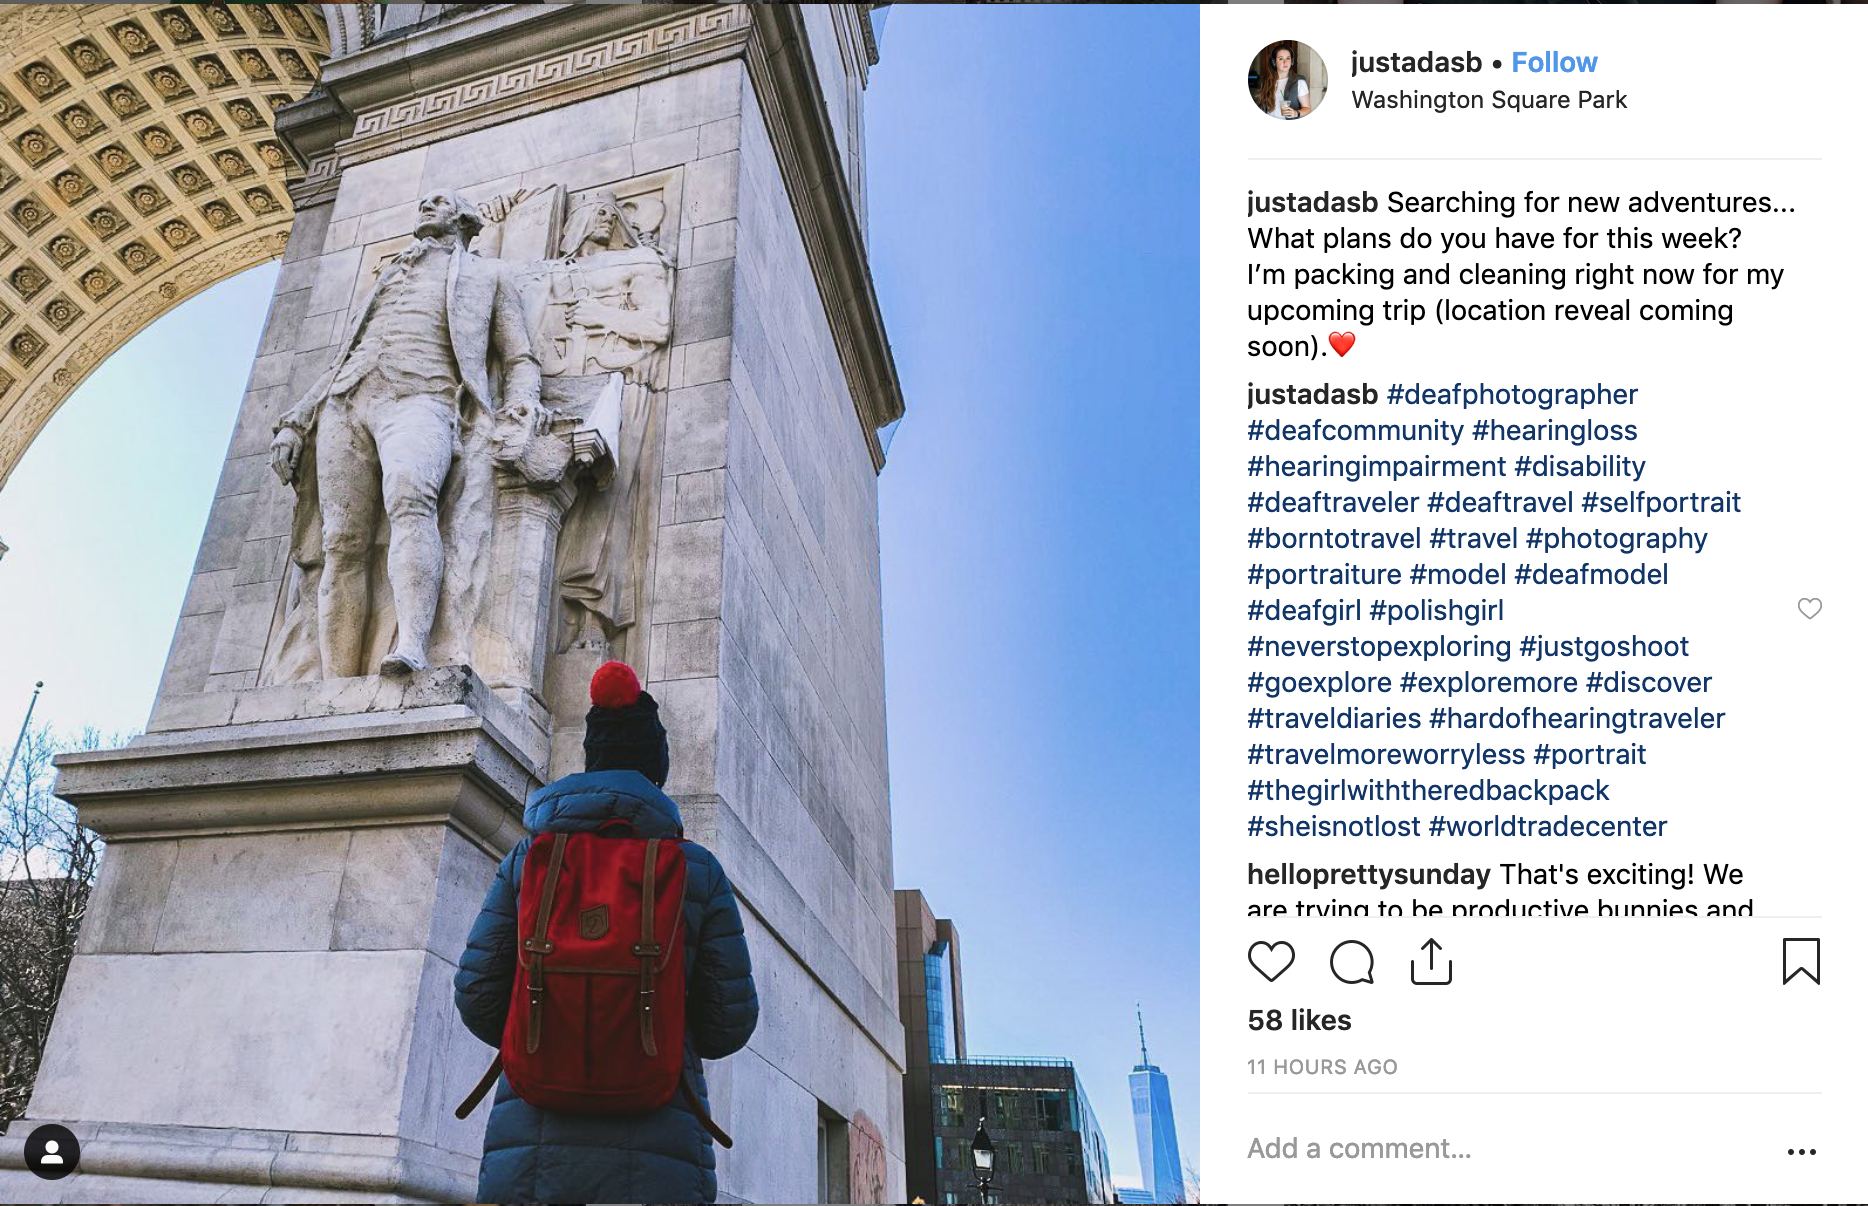 justadasb • Follow
Washington Square Park
justadasb Searching for new adventures...
What plans do you have for this week?
I’m packing and cleaning right now for my
upcoming trip (location reveal coming
soon).❤️
justadasb #deafphotographer
#deafcommunity #hearingloss
#hearingimpairment #disability
#deaftraveler #deaftravel #selfportrait
#borntotravel #travel #photography
#portraiture #model #deafmodel
#deafgirl #polishgirl
#neverstopexploring #justgoshoot
#goexplore #exploremore #discover
#traveldiaries #hardofhearingtraveler
#travelmoreworryless #portrait
#thegirlwiththeredbackpack
#sheisnotlost #worldtradecenter
helloprettysunday That's exciting! We
are trying to be productive bunnies and
58 likes
11 HOURS AGO
Add a comment...